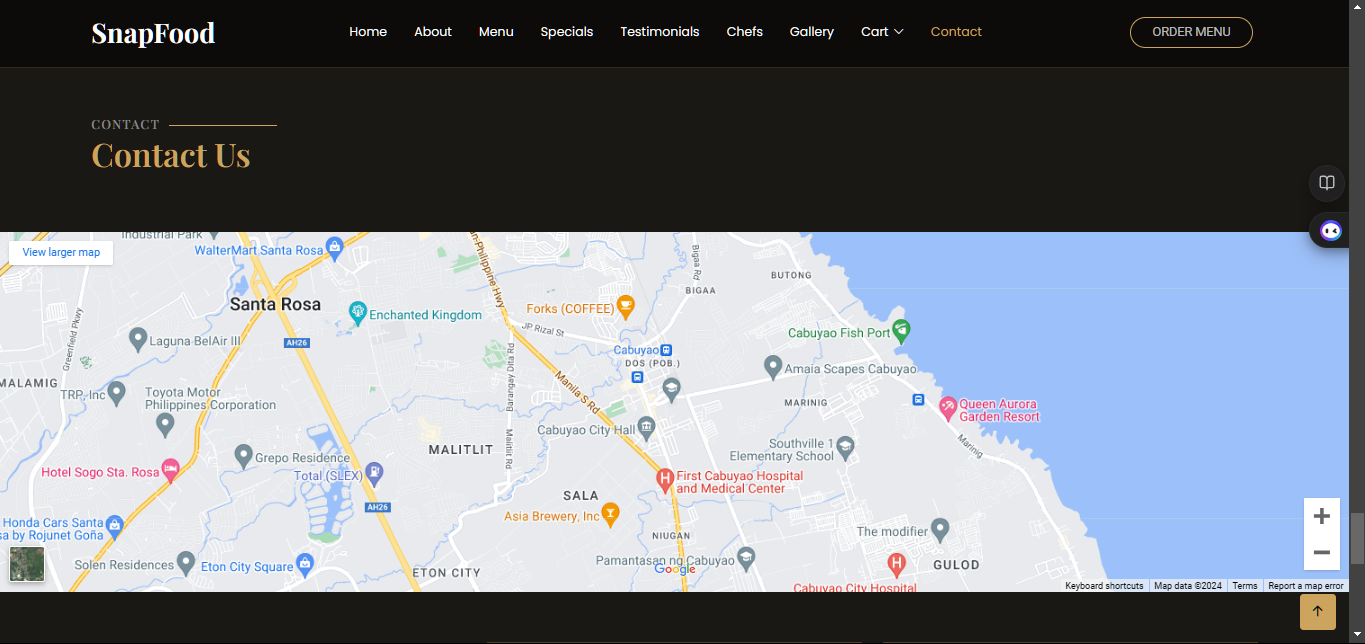 SnapFood
Home About Menu Specials Testimonials Chefs Gallery Cart Contact
ORDER MENU
CONTACT
Contact Us
View larger map
Industrial Park
WalterMart Santa Rosa
BUTONG
Bigaa Rd
BIGAA
n-Philippine Hwy
Santa Rosa
Enchanted Kingdom
Forks (COFFEE)
JP Rizal St
Cabuyao Fish Port
Greenfield Pkwy
Laguna BelAir III
AH26
Cabuyao
DOS (POB.)
Barangay Dita Rd
Amaia Scapes Cabuyao
MALAMIG
TRP, Inc
Toyota Motor
Philippines Corporation
Manila S Rd
MARINIG
Queen Aurora
Garden Resort
Cabuyao City Hall
Marinig
MALITLIT
Malitlit Rd
Southville 1
Elementary School
Grepo Residence
Hotel Sogo Sta. Rosa
Total (SLEX)
H
First Cabuyao Hospital
and Medical Center
SALA
AH26
Asia Brewery, Inc
Honda Cars Santa
sa by Rojunet Goña
NIUGAN
The modifier
Solen Residences
Eton City Square
ETON CITY
Pamantasan ng Cabuyao
Google
H
GULOD
Cabuyao City Hospital
Keyboard shortcuts Map data ©2024 Terms Report a map error